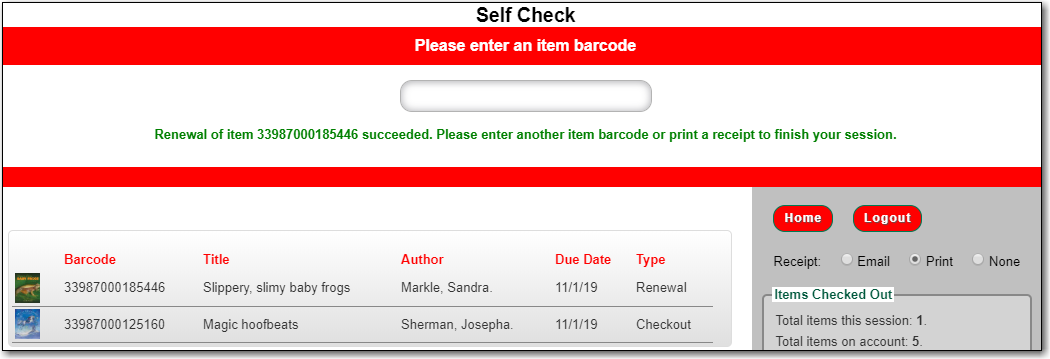 Self Check
Please enter an item barcode
Renewal of item 33987000185446 succeeded. Please enter another item barcode or print a receipt to finish your session.
Home Logout
Receipt: Email Print None
Barcode Title Author Due Date Type
33987000185446 Slippery, slimy baby frogs Markle, Sandra. 11/1/19 Renewal
33987000125160 Magic hoofbeats Sherman, Josepha. 11/1/19 Checkout
Items Checked Out
Total items this session: 1.
Total items on account: 5.